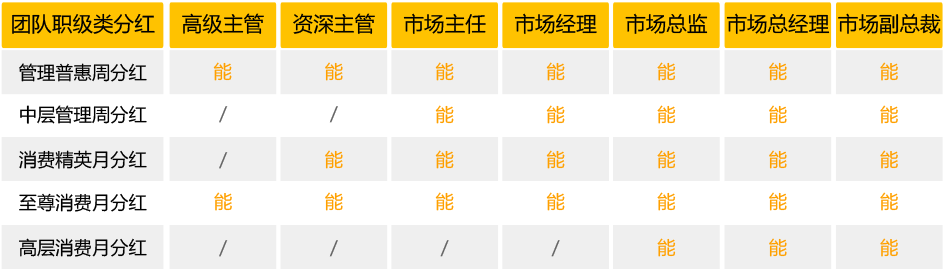 团队职级类分红 高级主管 资深主管 市场主任 市场经理 市场总监 市场总经理 市场副总裁
管理普惠周分红 能 能 能 能 能 能 能
中层管理周分红 / / 能 能 能 能 能
消费精英月分红 / 能 能 能 能 能 能
至尊消费月分红 能 能 能 能 能 能 能
高层消费月分红 / / / / 能 能 能